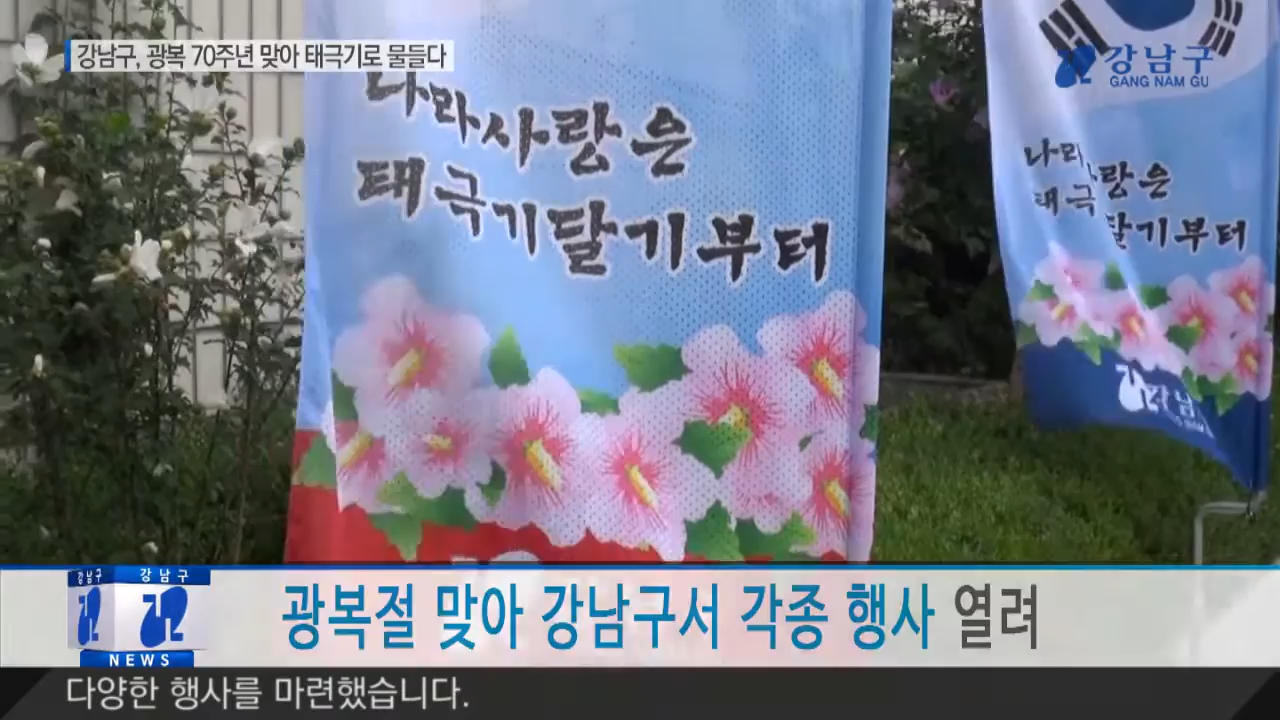 강남구, 광복 70주년 맞아 태극기로 물들다
강남구
GANG NAM GU
나라사랑은
태극기달기부터
나라사랑은
태극기달기부터
강남구
강남구
강남구
NEWS
광복절 맞아 강남구서 각종 행사 열려
다양한 행사를 마련했습니다.